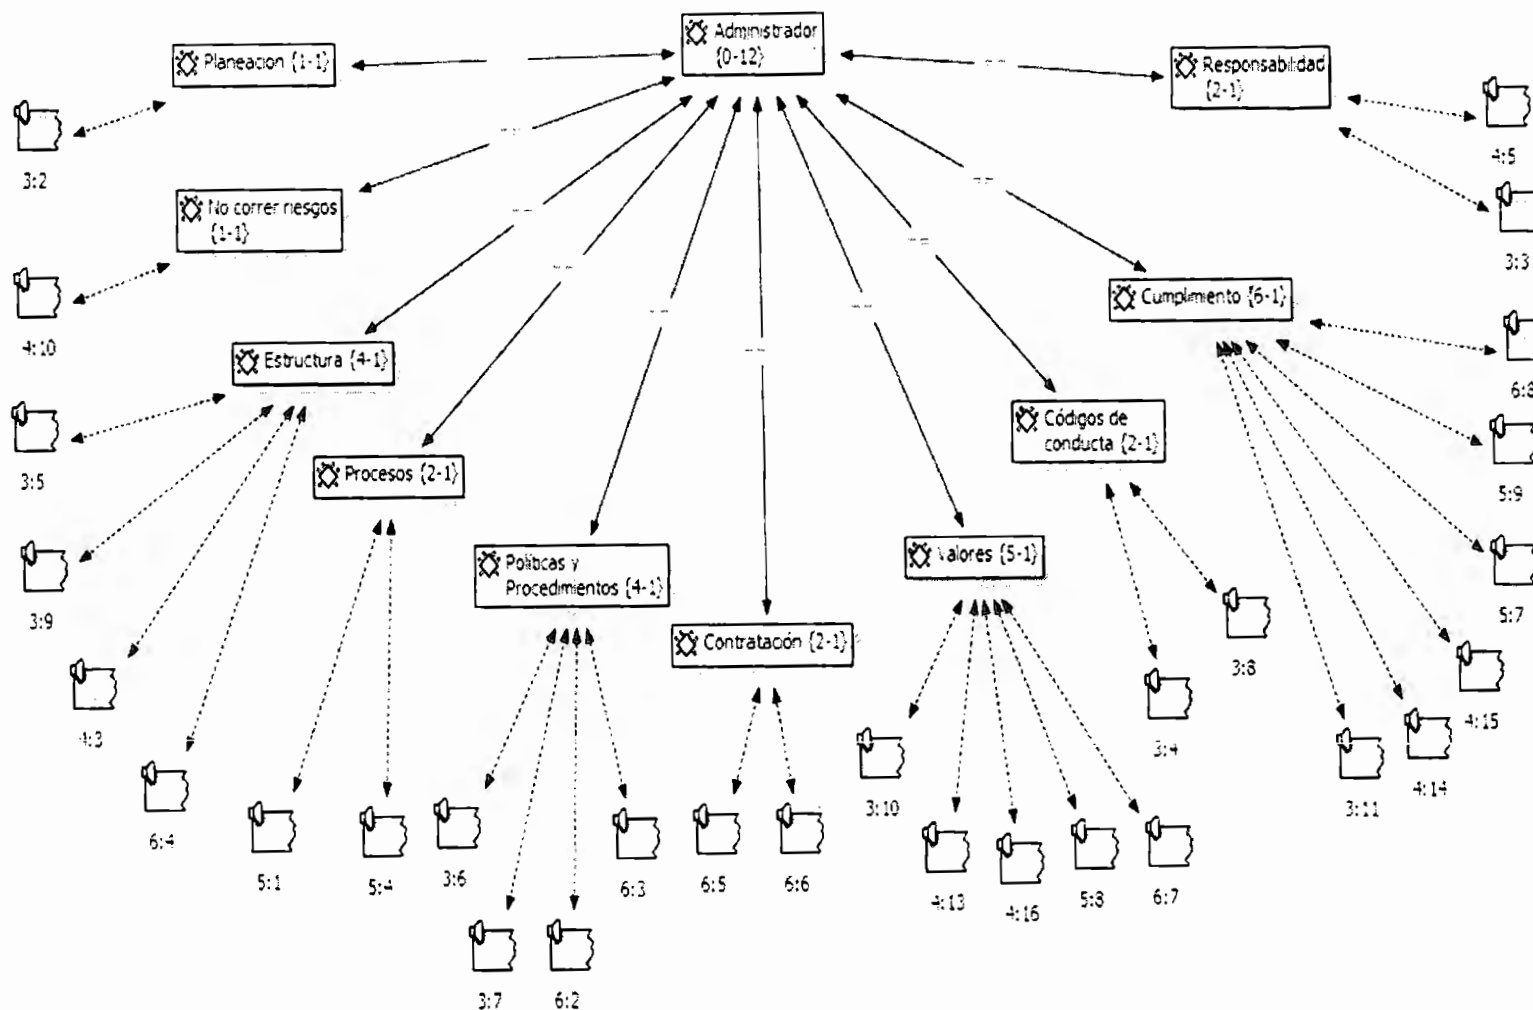 Administrador
{0-12}
Planeacion {1-1}
Responsabilidad
{2-1}
3:2
4:5
No correr riesgos
{1-1}
3:3
4:10
Cumplimiento {6-1}
Estructura {4-1}
6:8
Códigos de
conducta {2-1}
3:5
Procesos {2-1}
5:9
Políticas y
Procedimientos {4-1}
Valores {5-1}
3:9
5:7
Contratación {2-1}
3:8
4:3
3:4
4:15
6:4
3:10
3:11
4:14
5:1
5:4
3:6
6:3
6:5
6:6
4:13
4:16
5:8
6:7
3:7
6:2